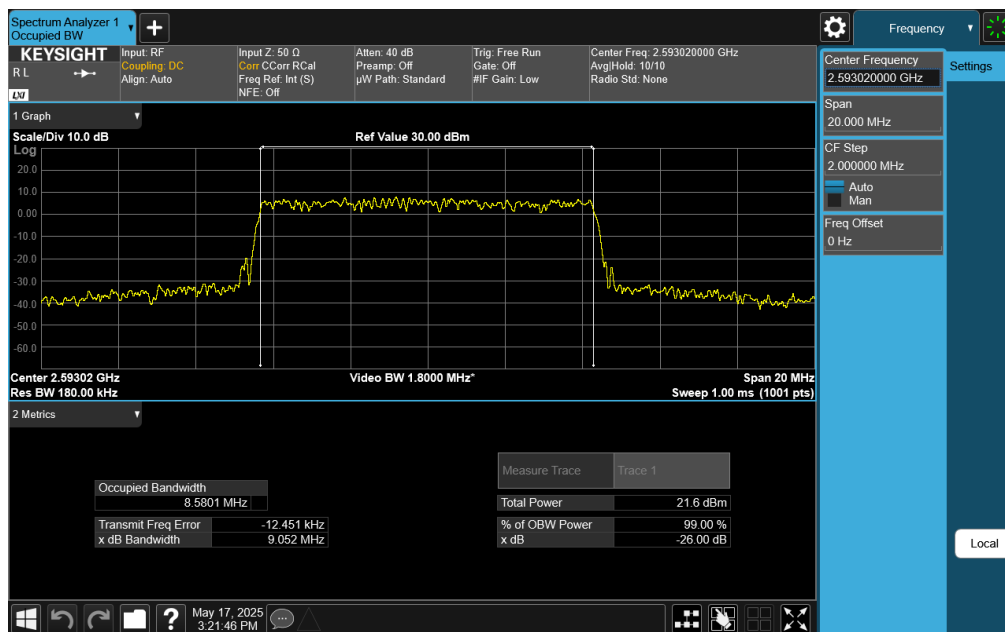 Spectrum Analyzer 1
Occupied BW
Frequency
KEYSIGHT
R L
LXI
Input: RF
Coupling: DC
Align: Auto
Input Z: 50 Ω
Corr CCorr RCal
Freq Ref: Int (S)
NFE: Off
Atten: 40 dB
Preamp: Off
µW Path: Standard
Trig: Free Run
Gate: Off
#IF Gain: Low
Center Freq: 2.593020000 GHz
Avg|Hold: 10/10
Radio Std: None
Center Frequency
2.593020000 GHz
Settings
Span
20.000 MHz
CF Step
2.000000 MHz
Auto
Man
Freq Offset
0 Hz
Local
1 Graph
Scale/Div 10.0 dB
Ref Value 30.00 dBm
Log
20.0
10.0
0.00
-10.0
-20.0
-30.0
-40.0
-50.0
-60.0
Center 2.59302 GHz
Video BW 1.8000 MHz*
Span 20 MHz
Res BW 180.00 kHz
Sweep 1.00 ms (1001 pts)
2 Metrics
Measure Trace Trace 1
Occupied Bandwidth
8.5801 MHz
Total Power 21.6 dBm
Transmit Freq Error -12.451 kHz
% of OBW Power 99.00 %
x dB Bandwidth 9.052 MHz
x dB -26.00 dB
?
May 17, 2025
3:21:46 PM